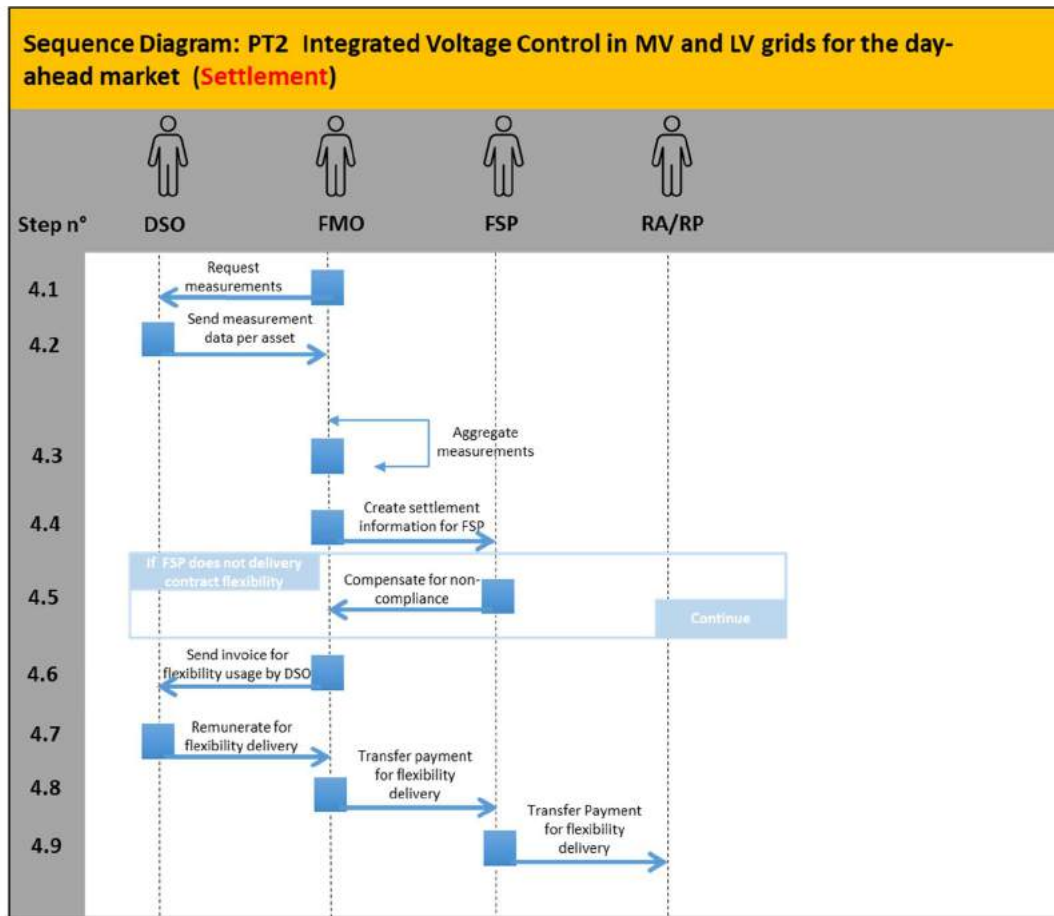 Sequence Diagram: PT2 Integrated Voltage Control in MV and LV grids for the day-
ahead market (Settlement)
Step n° DSO FMO FSP RA/RP
4.1
Request
measurements
4.2
Send measurement
data per asset
4.3
Aggregate
measurements
4.4
Create settlement
information for FSP
If FSP does not delivery
contract flexibility
4.5
Compensate for non-
compliance
Continue
4.6
Send invoice for
flexibility usage by DSO
4.7
Remunerate for
flexibility delivery
4.8
Transfer payment
for flexibility
delivery
4.9
Transfer Payment
for flexibility
delivery